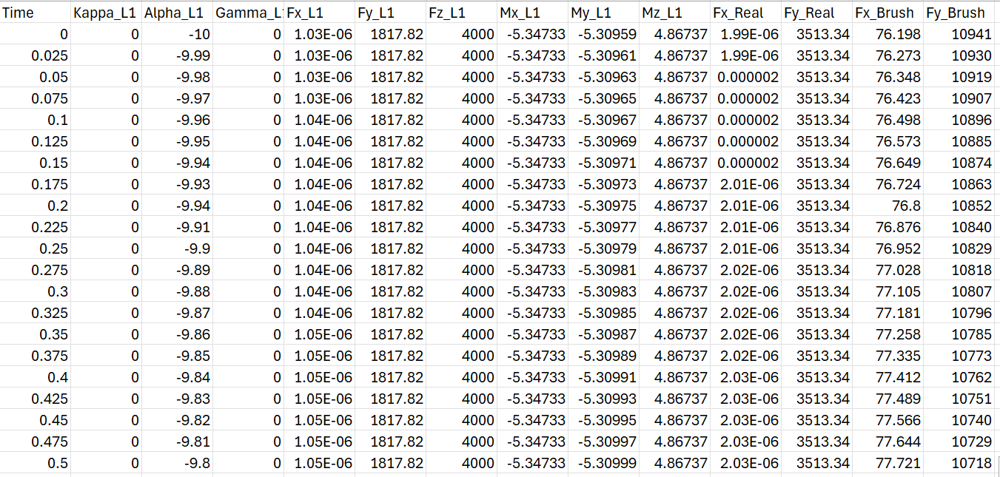 Time Kappa_L1 Alpha_L1 Gamma_L1 Fx_L1 Fy_L1 Fz_L1 Mx_L1 My_L1 Mz_L1 Fx_Real Fy_Real Fx_Brush Fy_Brush
0 0 -10 0 1.03E-06 1817.82 4000 -5.34733 -5.30959 4.86737 1.99E-06 3513.34 76.198 10941
0.025 0 -9.99 0 1.03E-06 1817.82 4000 -5.34733 -5.30961 4.86737 1.99E-06 3513.34 76.273 10930
0.05 0 -9.98 0 1.03E-06 1817.82 4000 -5.34733 -5.30963 4.86737 0.000002 3513.34 76.348 10919
0.075 0 -9.97 0 1.03E-06 1817.82 4000 -5.34733 -5.30965 4.86737 0.000002 3513.34 76.423 10907
0.1 0 -9.96 0 1.04E-06 1817.82 4000 -5.34733 -5.30967 4.86737 0.000002 3513.34 76.498 10896
0.125 0 -9.95 0 1.04E-06 1817.82 4000 -5.34733 -5.30969 4.86737 0.000002 3513.34 76.573 10885
0.15 0 -9.94 0 1.04E-06 1817.82 4000 -5.34733 -5.30971 4.86737 0.000002 3513.34 76.649 10874
0.175 0 -9.93 0 1.04E-06 1817.82 4000 -5.34733 -5.30973 4.86737 2.01E-06 3513.34 76.724 10863
0.2 0 -9.94 0 1.04E-06 1817.82 4000 -5.34733 -5.30975 4.86737 2.01E-06 3513.34 76.8 10852
0.225 0 -9.91 0 1.04E-06 1817.82 4000 -5.34733 -5.30977 4.86737 2.01E-06 3513.34 76.876 10840
0.25 0 -9.9 0 1.04E-06 1817.82 4000 -5.34733 -5.30979 4.86737 2.01E-06 3513.34 76.952 10829
0.275 0 -9.89 0 1.04E-06 1817.82 4000 -5.34733 -5.30981 4.86737 2.02E-06 3513.34 77.028 10818
0.3 0 -9.88 0 1.04E-06 1817.82 4000 -5.34733 -5.30983 4.86737 2.02E-06 3513.34 77.105 10807
0.325 0 -9.87 0 1.04E-06 1817.82 4000 -5.34733 -5.30985 4.86737 2.02E-06 3513.34 77.181 10796
0.35 0 -9.86 0 1.05E-06 1817.82 4000 -5.34733 -5.30987 4.86737 2.02E-06 3513.34 77.258 10785
0.375 0 -9.85 0 1.05E-06 1817.82 4000 -5.34733 -5.30989 4.86737 2.02E-06 3513.34 77.335 10773
0.4 0 -9.84 0 1.05E-06 1817.82 4000 -5.34733 -5.30991 4.86737 2.03E-06 3513.34 77.412 10762
0.425 0 -9.83 0 1.05E-06 1817.82 4000 -5.34733 -5.30993 4.86737 2.03E-06 3513.34 77.489 10751
0.45 0 -9.82 0 1.05E-06 1817.82 4000 -5.34733 -5.30995 4.86737 2.03E-06 3513.34 77.566 10740
0.475 0 -9.81 0 1.05E-06 1817.82 4000 -5.34733 -5.30997 4.86737 2.03E-06 3513.34 77.644 10729
0.5 0 -9.8 0 1.05E-06 1817.82 4000 -5.34733 -5.30999 4.86737 2.03E-06 3513.34 77.721 10718